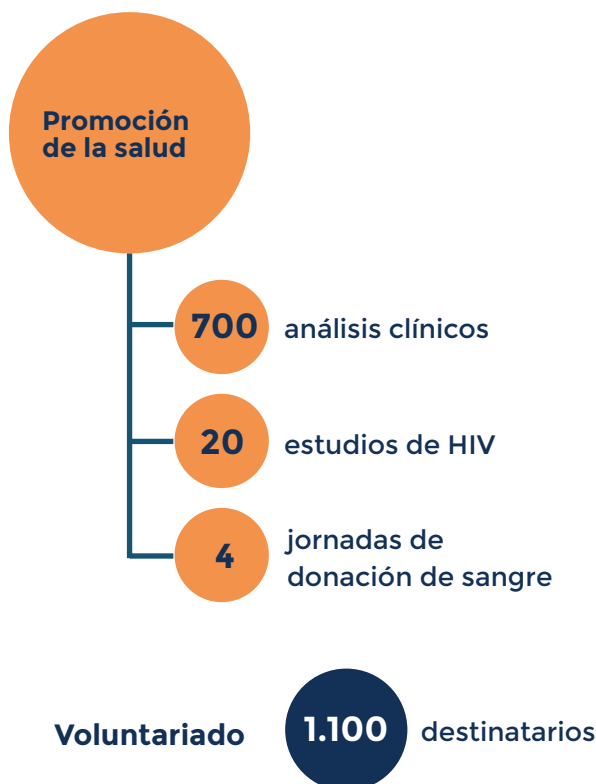 Promoción
de la salud
700 análisis clínicos
20 estudios de HIV
4 jornadas de
donación de sangre
Voluntariado 1.100 destinatarios